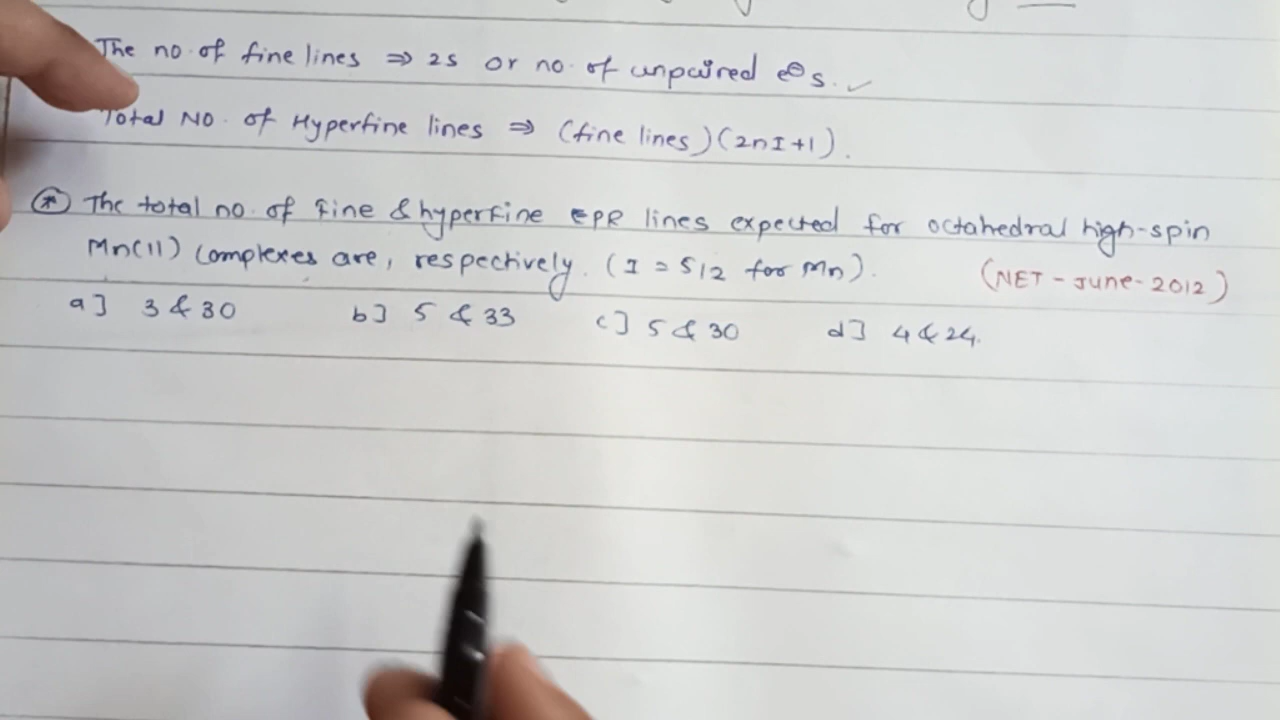 The no. of fine lines ⇒ 2s or no. of unpaired e⊖s. ✓
Total NO. of Hyperfine lines ⇒ (fine lines)(2nI+1).
* The total no. of Fine & hyperfine EPR lines expected for octahedral high-spin
Mn(II) complexes are, respectively. (I = 5/2 for Mn). (NET - June - 2012)
a] 3 & 30 b] 5 & 33 c] 5 & 30 d] 4 & 24.